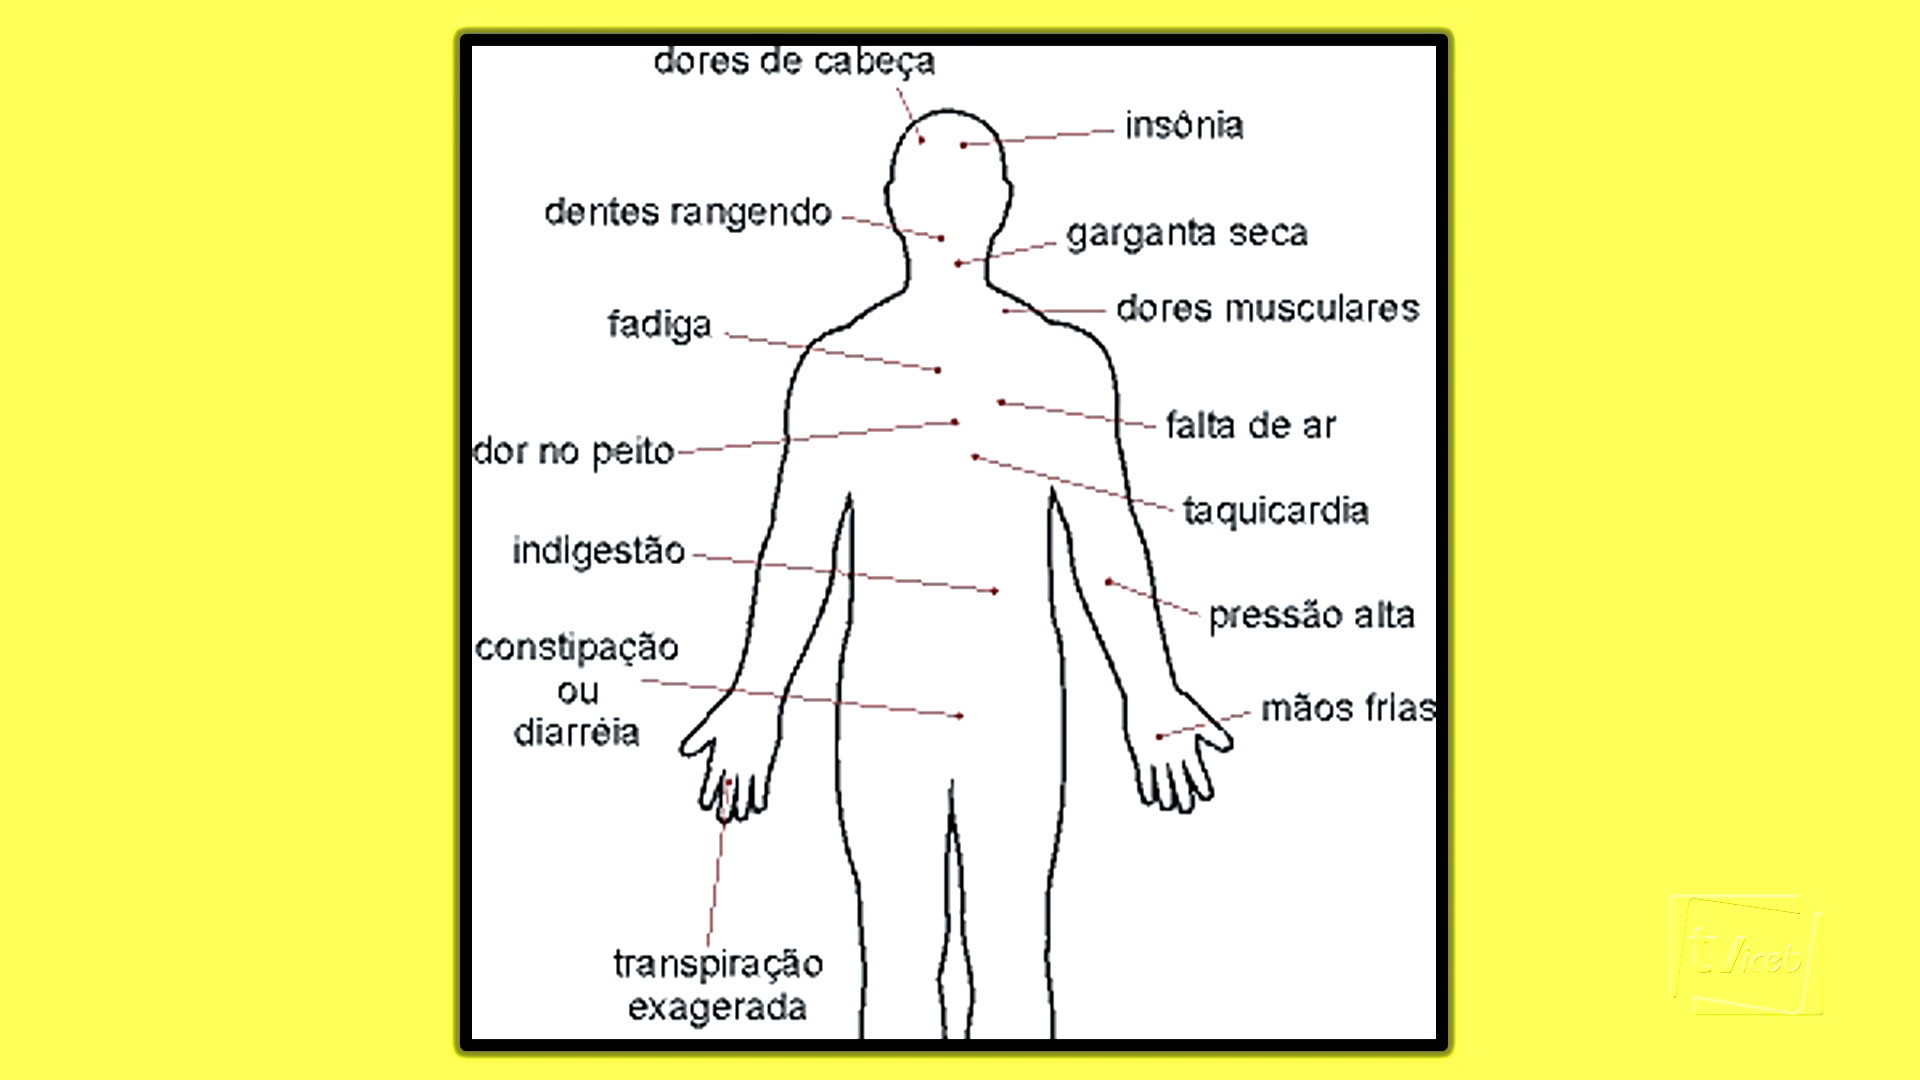 dores de cabeça
insônia
dentes rangendo
garganta seca
dores musculares
fadiga
falta de ar
dor no peito
taquicardia
indigestão
pressão alta
constipação
ou
diarréia
mãos frias
transpiração
exagerada